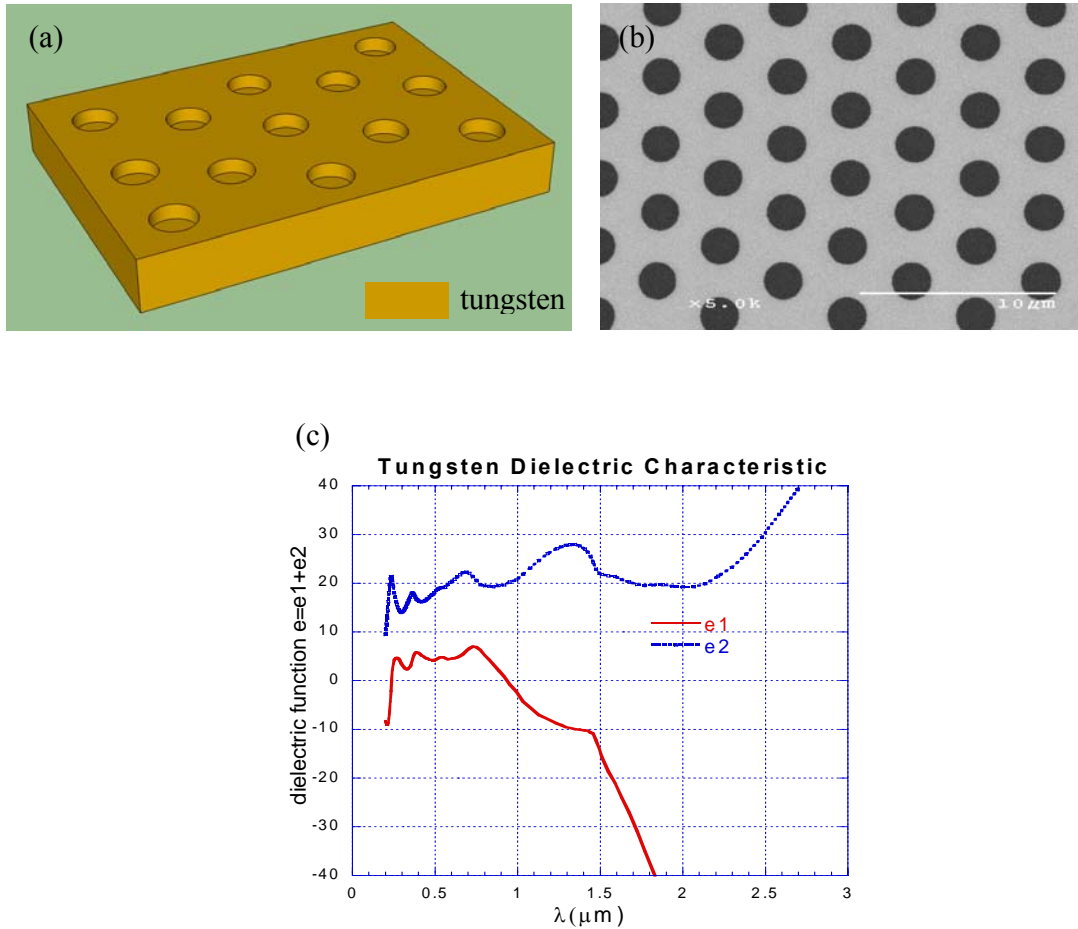 (a)
tungsten
(b)
x5.0k
10μm
(c)
Tungsten Dielectric Characteristic
dielectric function e=e1+e2
40
30
20
10
0
-10
-20
-30
-40
e1
e2
0
0.5
1
1.5
2
2.5
3
λ(μm)